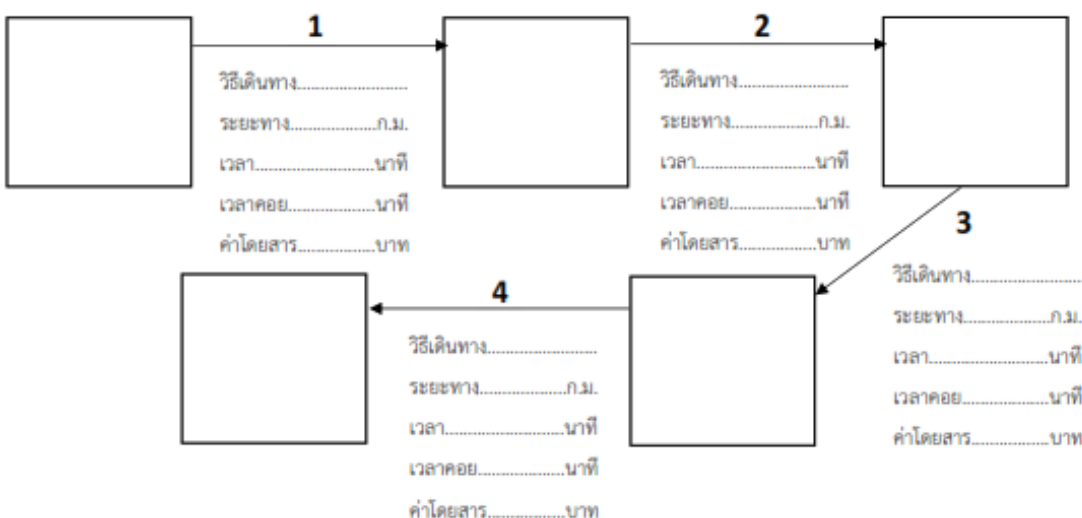 1
วิธีเดินทาง...........................
ระยะทาง.....................ก.ม.
เวลา.............................นาที
เวลาคอย.....................นาที
ค่าโดยสาร...................บาท
2
วิธีเดินทาง...........................
ระยะทาง.....................ก.ม.
เวลา.............................นาที
เวลาคอย.....................นาที
ค่าโดยสาร...................บาท
3
วิธีเดินทาง...........................
ระยะทาง.....................ก.ม.
เวลา.............................นาที
เวลาคอย.....................นาที
ค่าโดยสาร...................บาท
4
วิธีเดินทาง...........................
ระยะทาง.....................ก.ม.
เวลา.............................นาที
เวลาคอย.....................นาที
ค่าโดยสาร...................บาท